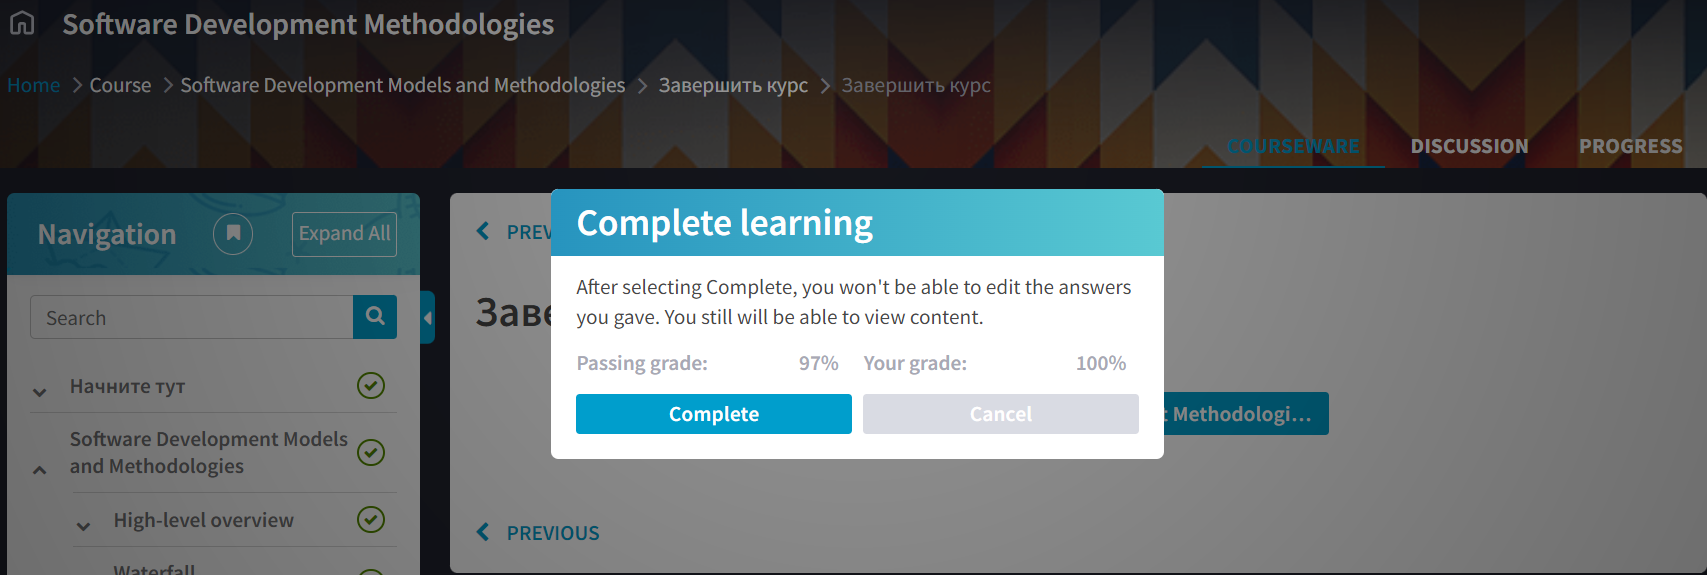 Software Development Methodologies
Home > Course > Software Development Models and Methodologies > Завершить курс > Завершить курс
COURSEWARE DISCUSSION PROGRESS
Navigation Expand All
Search
Начните тут
Software Development Models
and Methodologies
High-level overview
Waterfall
PREV
Заве
Complete learning
After selecting Complete, you won't be able to edit the answers
you gave. You still will be able to view content.
Passing grade: 97% Your grade: 100%
Complete Cancel
t Methodologi...
PREVIOUS